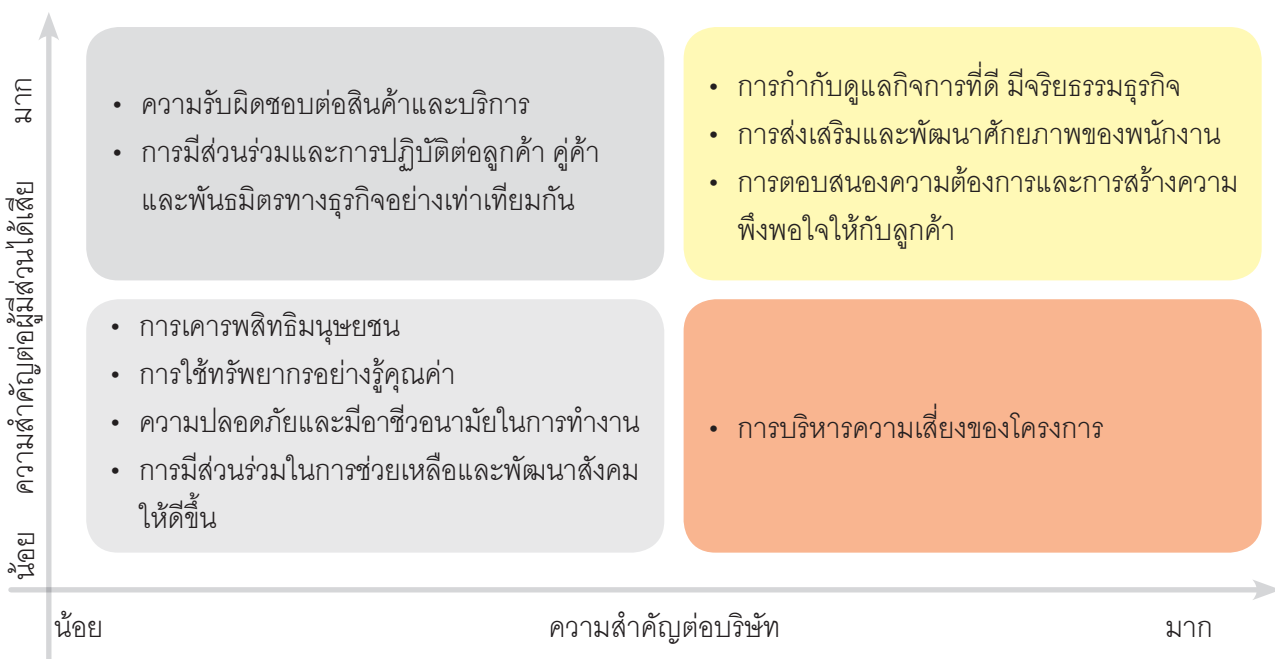 มาก
ความสำคัญต่อผู้มีส่วนได้เสีย
น้อย
• ความรับผิดชอบต่อสินค้าและบริการ
• การมีส่วนร่วมและการปฏิบัติต่อลูกค้า คู่ค้า
และพันธมิตรทางธุรกิจอย่างเท่าเทียมกัน
• การกำกับดูแลกิจการที่ดี มีจริยธรรมธุรกิจ
• การส่งเสริมและพัฒนาศักยภาพของพนักงาน
• การตอบสนองความต้องการและการสร้างความ
พึงพอใจให้กับลูกค้า
• การเคารพสิทธิมนุษยชน
• การใช้ทรัพยากรอย่างรู้คุณค่า
• ความปลอดภัยและมีอาชีวอนามัยในการทำงาน
• การมีส่วนร่วมในการช่วยเหลือและพัฒนาสังคม
ให้ดีขึ้น
• การบริหารความเสี่ยงของโครงการ
น้อย
ความสำคัญต่อบริษัท
มาก